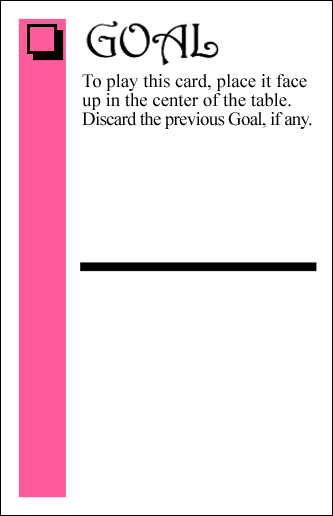 GOAL
To play this card, place it face
up in the center of the table.
Discard the previous Goal, if any.